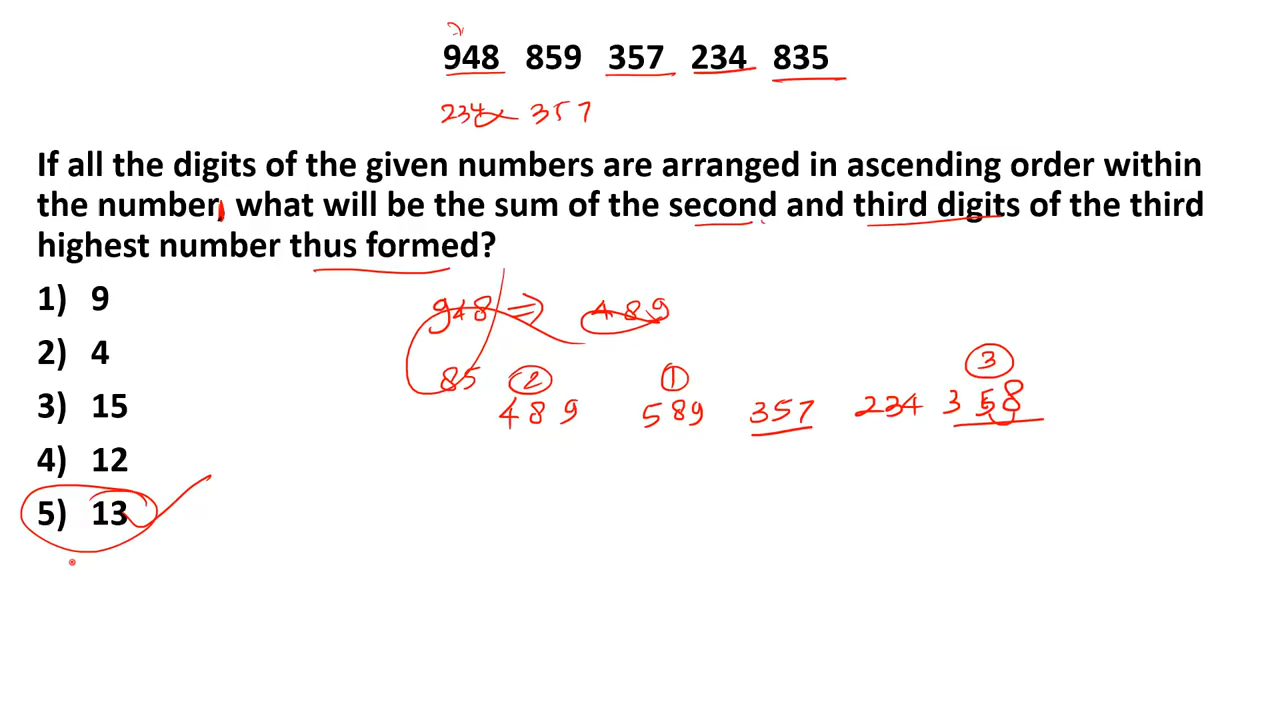 948 859 357 234 835
234 357
If all the digits of the given numbers are arranged in ascending order within
the number, what will be the sum of the second and third digits of the third
highest number thus formed?
1) 9
2) 4
3) 15
4) 12
5) 13
948 ⇒ 489
85 2 1 3
489 589 357 234 358